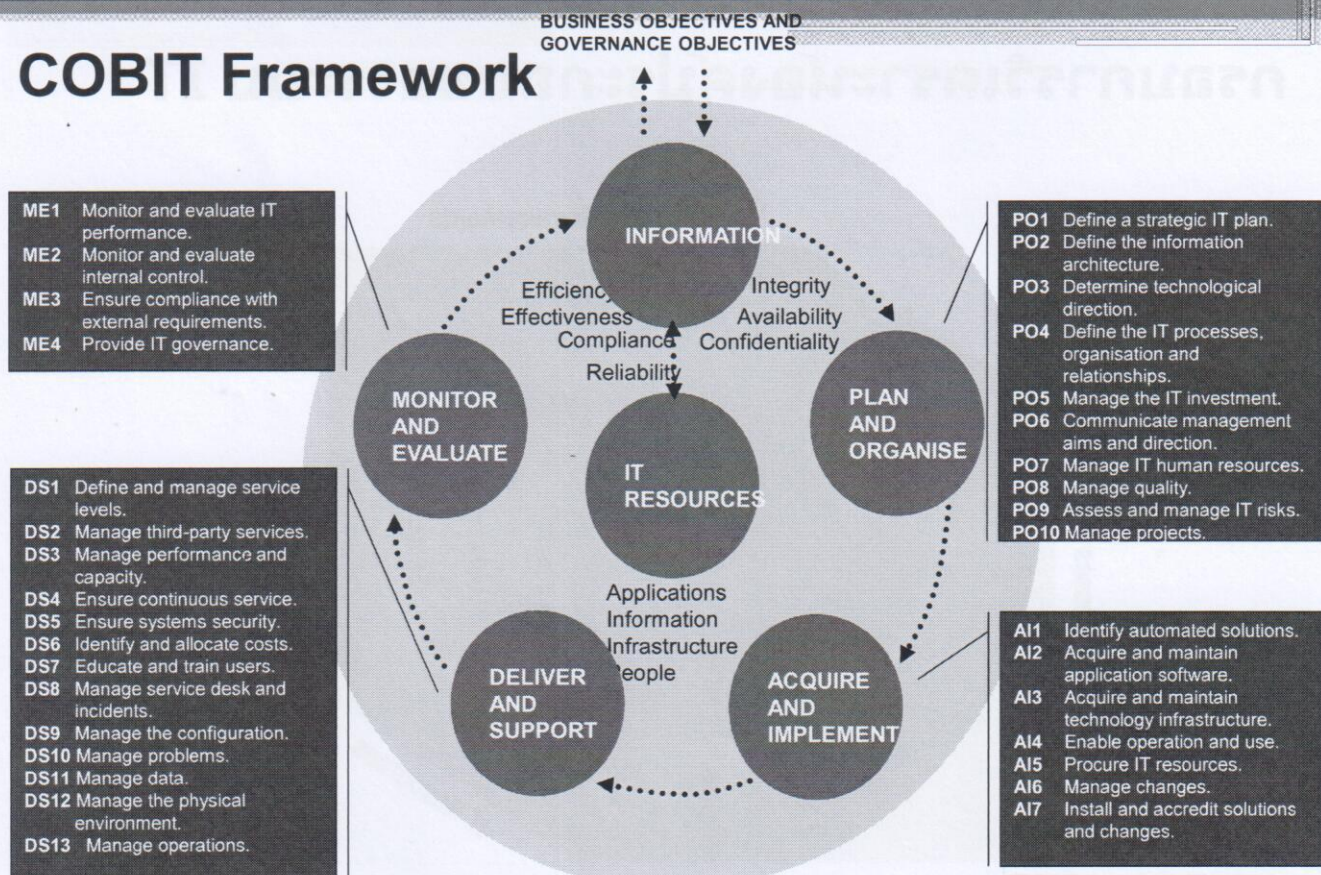 BUSINESS OBJECTIVES AND
GOVERNANCE OBJECTIVES
COBIT Framework
ME1 Monitor and evaluate IT
performance.
ME2 Monitor and evaluate
internal control.
ME3 Ensure compliance with
external requirements.
ME4 Provide IT governance.
INFORMATION
Efficiency
Effectiveness
Compliance
Reliability
Integrity
Availability
Confidentiality
PO1 Define a strategic IT plan.
PO2 Define the information
architecture.
PO3 Determine technological
direction.
PO4 Define the IT processes,
organisation and
relationships.
PO5 Manage the IT investment.
PO6 Communicate management
aims and direction.
PO7 Manage IT human resources.
PO8 Manage quality.
PO9 Assess and manage IT risks.
PO10 Manage projects.
MONITOR
AND
EVALUATE
PLAN
AND
ORGANISE
IT
RESOURCES
DS1 Define and manage service
levels.
DS2 Manage third-party services.
DS3 Manage performance and
capacity.
DS4 Ensure continuous service.
DS5 Ensure systems security.
DS6 Identify and allocate costs.
DS7 Educate and train users.
DS8 Manage service desk and
incidents.
DS9 Manage the configuration.
DS10 Manage problems.
DS11 Manage data.
DS12 Manage the physical
environment.
DS13 Manage operations.
Applications
Information
Infrastructure
People
DELIVER
AND
SUPPORT
ACQUIRE
AND
IMPLEMENT
AI1 Identify automated solutions.
AI2 Acquire and maintain
application software.
AI3 Acquire and maintain
technology infrastructure.
AI4 Enable operation and use.
AI5 Procure IT resources.
AI6 Manage changes.
AI7 Install and accredit solutions
and changes.